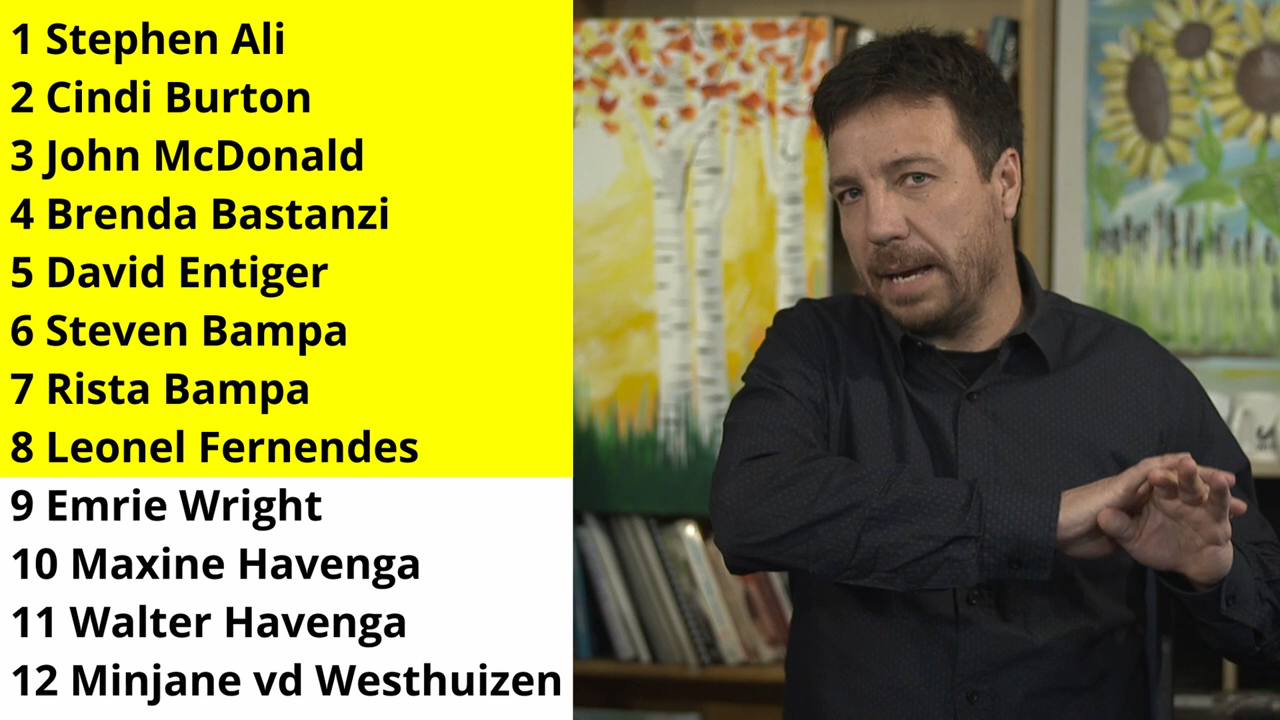 1 Stephen Ali
2 Cindi Burton
3 John McDonald
4 Brenda Bastanzi
5 David Entiger
6 Steven Bampa
7 Rista Bampa
8 Leonel Fernendes
9 Emrie Wright
10 Maxine Havenga
11 Walter Havenga
12 Minjane vd Westhuizen